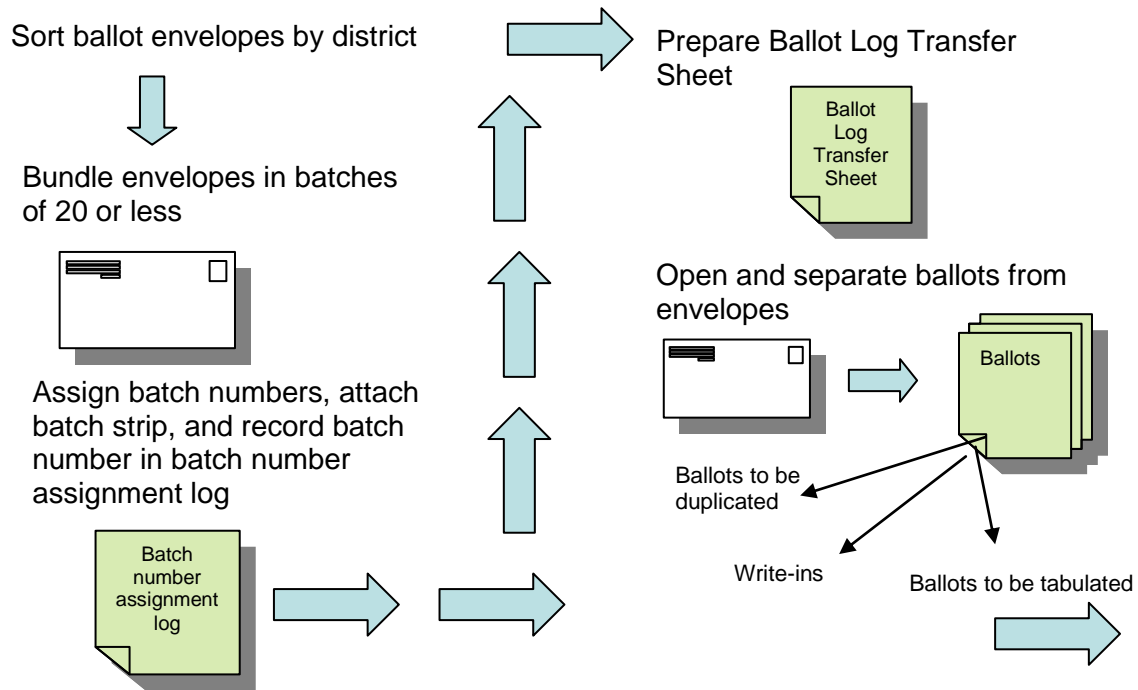 Sort ballot envelopes by district
Bundle envelopes in batches
of 20 or less
Assign batch numbers, attach
batch strip, and record batch
number in batch number
assignment log
Batch
number
assignment
log
Prepare Ballot Log Transfer
Sheet
Ballot
Log
Transfer
Sheet
Open and separate ballots from
envelopes
Ballots
Ballots to be
duplicated
Write-ins
Ballots to be tabulated